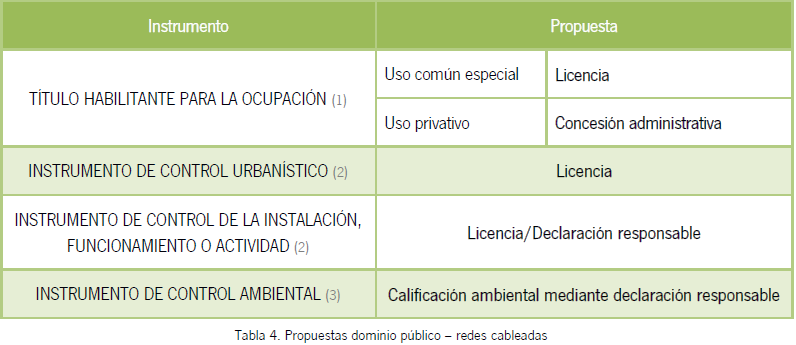 Instrumento Propuesta
TÍTULO HABILITANTE PARA LA OCUPACIÓN (1)
Uso común especial Licencia
Uso privativo Concesión administrativa
INSTRUMENTO DE CONTROL URBANÍSTICO (2) Licencia
INSTRUMENTO DE CONTROL DE LA INSTALACIÓN,
FUNCIONAMIENTO O ACTIVIDAD (2)
Licencia/Declaración responsable
INSTRUMENTO DE CONTROL AMBIENTAL (3) Calificación ambiental mediante declaración responsable
Tabla 4. Propuestas dominio público – redes cableadas